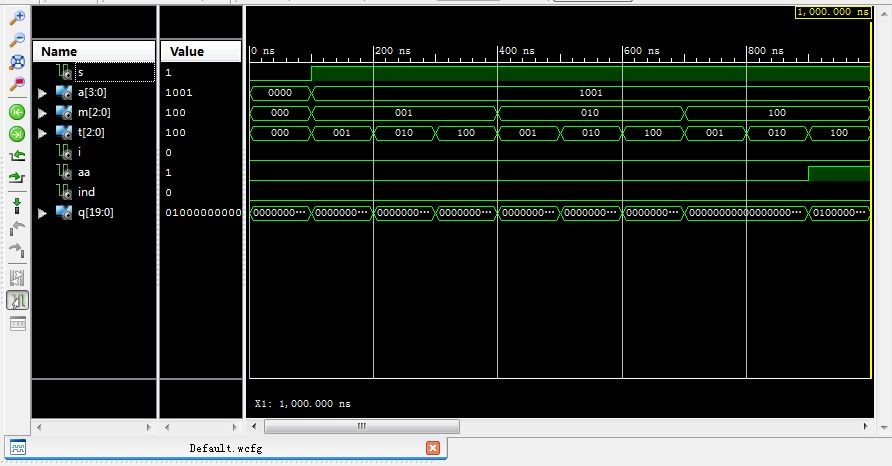 1,000.000 ns
Name Value 0 ns 200 ns 400 ns 600 ns 800 ns
s 1
a[3:0] 1001 0000 1001
m[2:0] 100 000 001 010 100
t[2:0] 100 000 001 010 100 001 010 100 001 010 100
i 0
aa 1
ind 0
q[19:0] 01000000000 0000000··· 0000000··· 0000000··· 0000000··· 0000000··· 0000000··· 0000000··· 00000000000000000··· 0100000···
X1: 1,000.000 ns
Default.wcfg